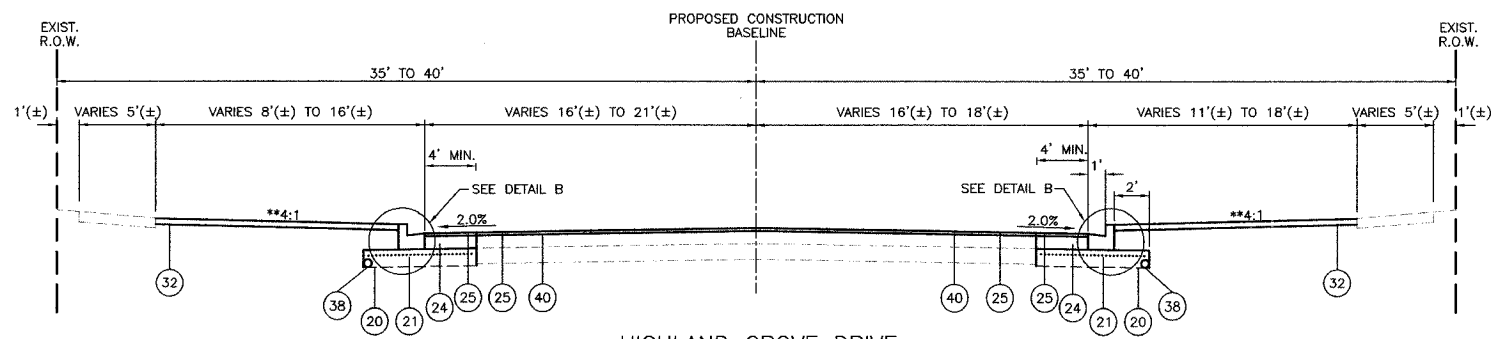 PROPOSED CONSTRUCTION
BASELINE
EXIST.
R.O.W.
EXIST.
R.O.W.
35' TO 40'
35' TO 40'
1'(±)
VARIES 5'(±)
VARIES 8'(±) TO 16'(±)
VARIES 16'(±) TO 21'(±)
VARIES 16'(±) TO 18'(±)
VARIES 11'(±) TO 18'(±)
VARIES 5'(±)
1'(±)
4' MIN.
4' MIN.
1'
2'
SEE DETAIL B
SEE DETAIL B
**4:1
2.0%
2.0%
**4:1
32
38
20
21
24
25
25
40
40
25
25
24
21
20
38
32
HIGHLAND GROVE DRIVE